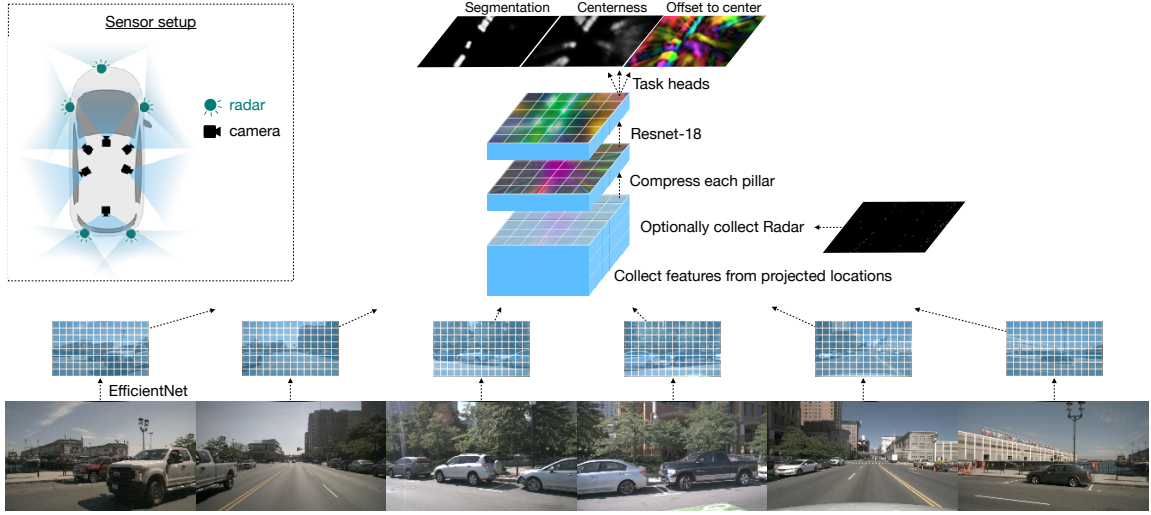 Sensor setup
radar
camera
Segmentation
Centerness
Offset to center
Task heads
Resnet-18
Compress each pillar
Optionally collect Radar
Collect features from projected locations
EfficientNet